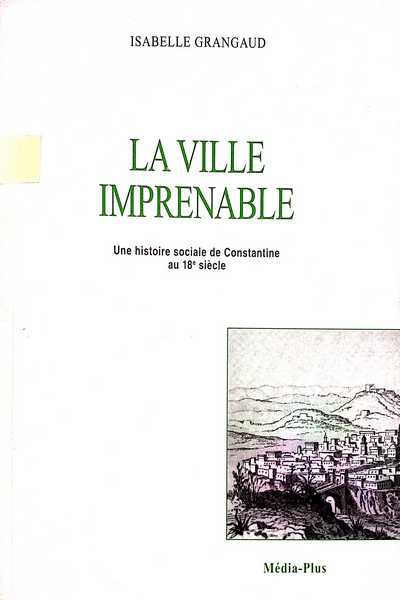 ISABELLE GRANGAUD
LA VILLE
IMPRENABLE
Une histoire sociale de Constantine
au 18e siècle
Média-Plus